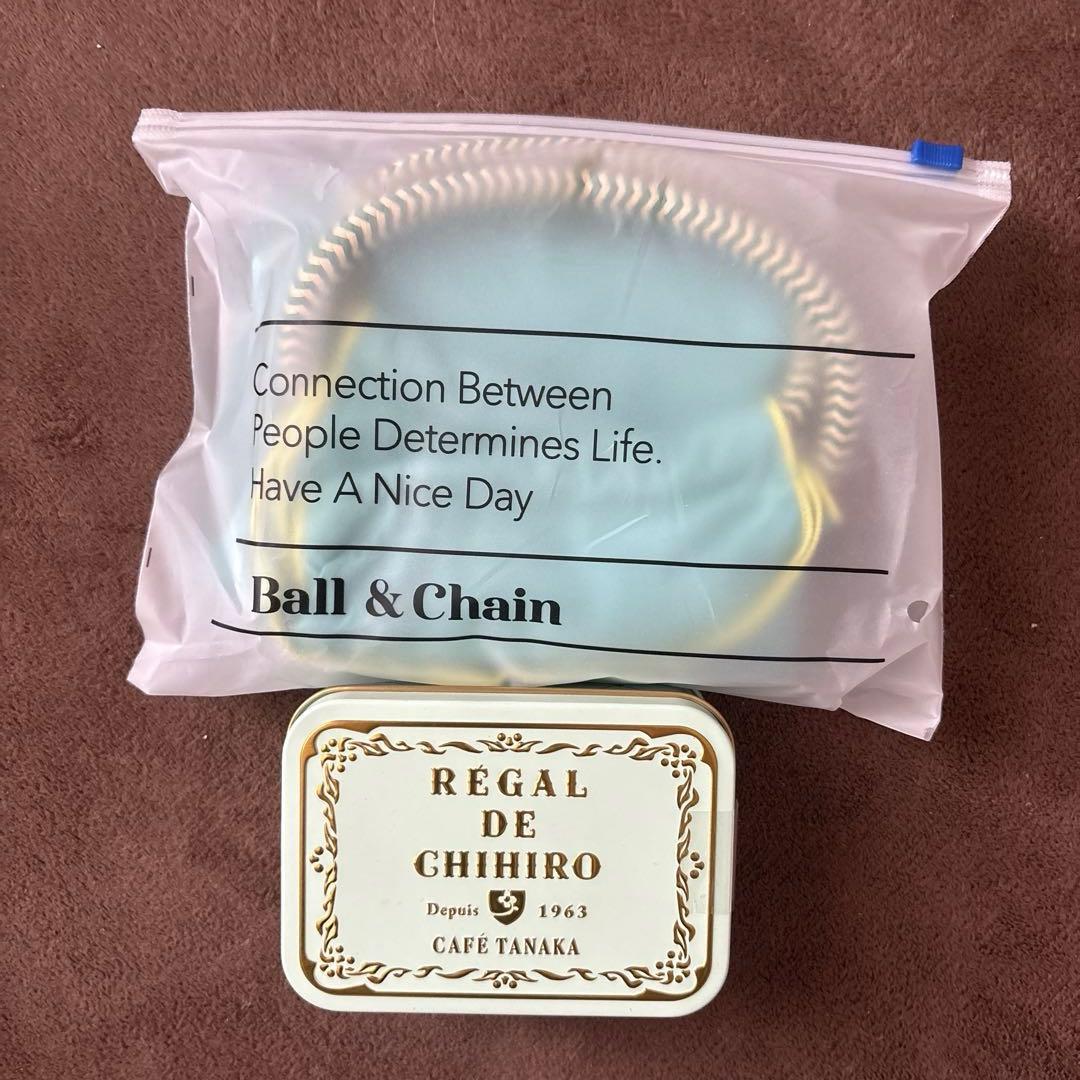 Connection Between
People Determines Life.
Have A Nice Day
Ball & Chain
RÉGAL
DE
CHIHIRO
Depuis 1963
CAFÉ TANAKA